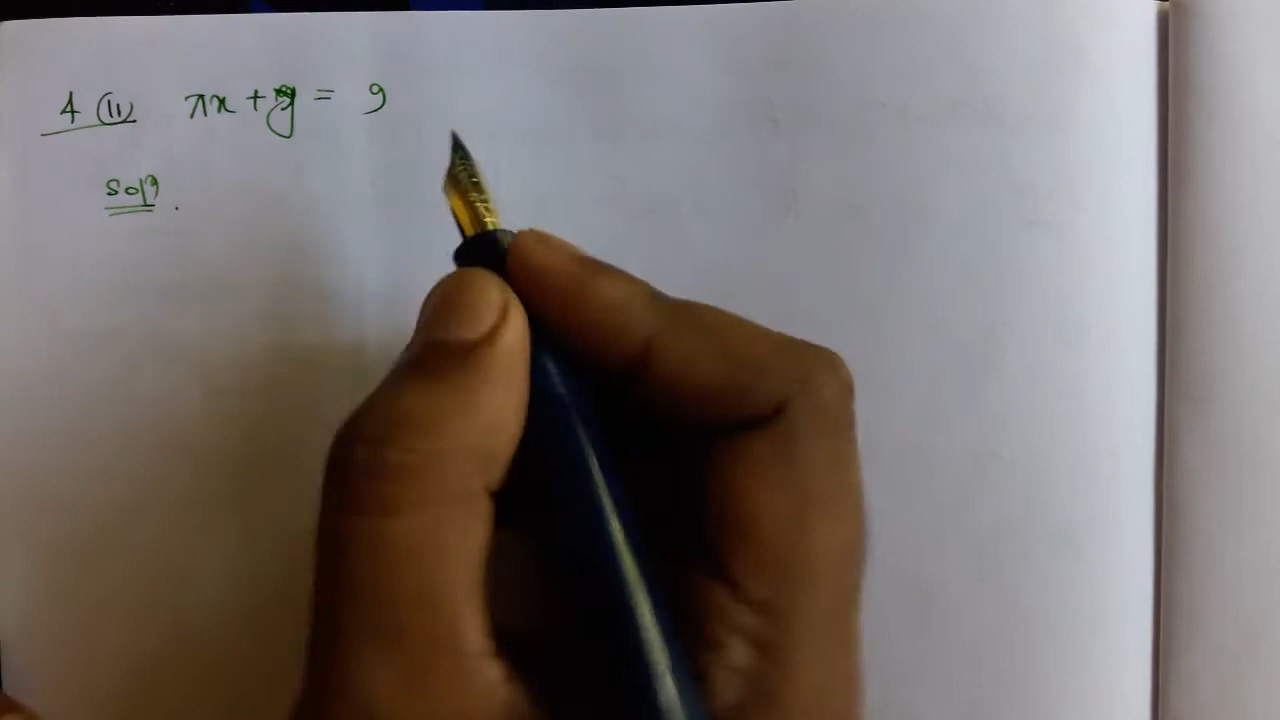 4 (ii) πx + y = 9
Solⁿ.